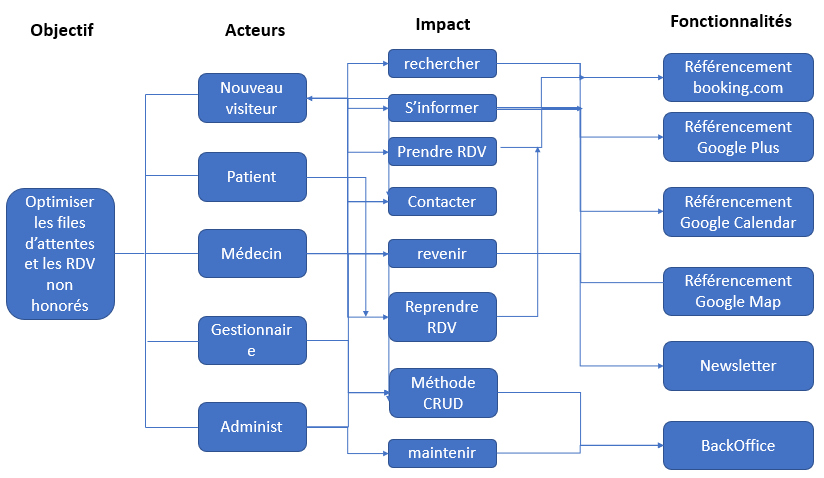 Objectif
Acteurs
Impact
Fonctionnalités
Optimiser
les files
d'attentes
et les RDV
non
honorés
Nouveau
visiteur
Patient
Médecin
Gestionnair
e
Administ
rechercher
S'informer
Prendre RDV
Contacter
revenir
Reprendre
RDV
Méthode
CRUD
maintenir
Référencement
booking.com
Référencement
Google Plus
Référencement
Google Calendar
Référencement
Google Map
Newsletter
BackOffice